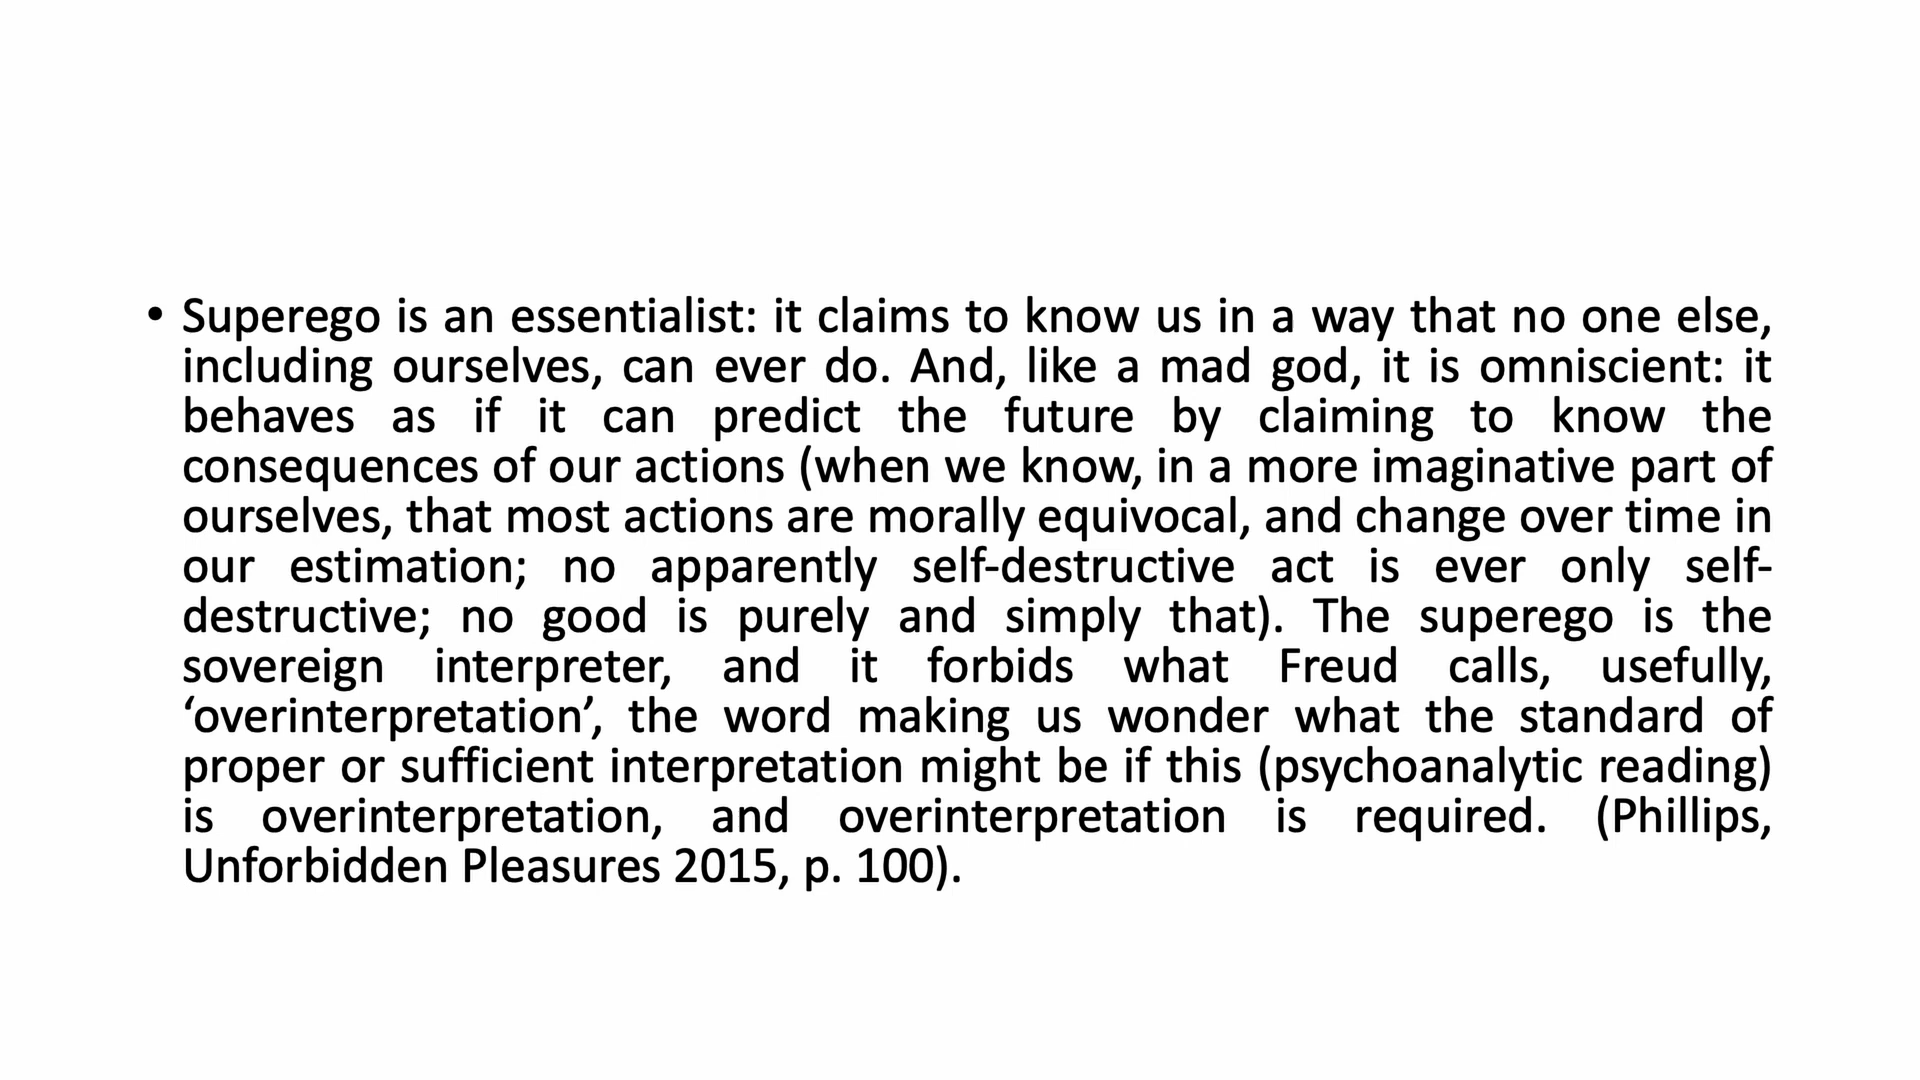 • Superego is an essentialist: it claims to know us in a way that no one else,
including ourselves, can ever do. And, like a mad god, it is omniscient: it
behaves as if it can predict the future by claiming to know the
consequences of our actions (when we know, in a more imaginative part of
ourselves, that most actions are morally equivocal, and change over time in
our estimation; no apparently self-destructive act is ever only self-
destructive; no good is purely and simply that). The superego is the
sovereign interpreter, and it forbids what Freud calls, usefully,
‘overinterpretation’, the word making us wonder what the standard of
proper or sufficient interpretation might be if this (psychoanalytic reading)
is overinterpretation, and overinterpretation is required. (Phillips,
Unforbidden Pleasures 2015, p. 100).